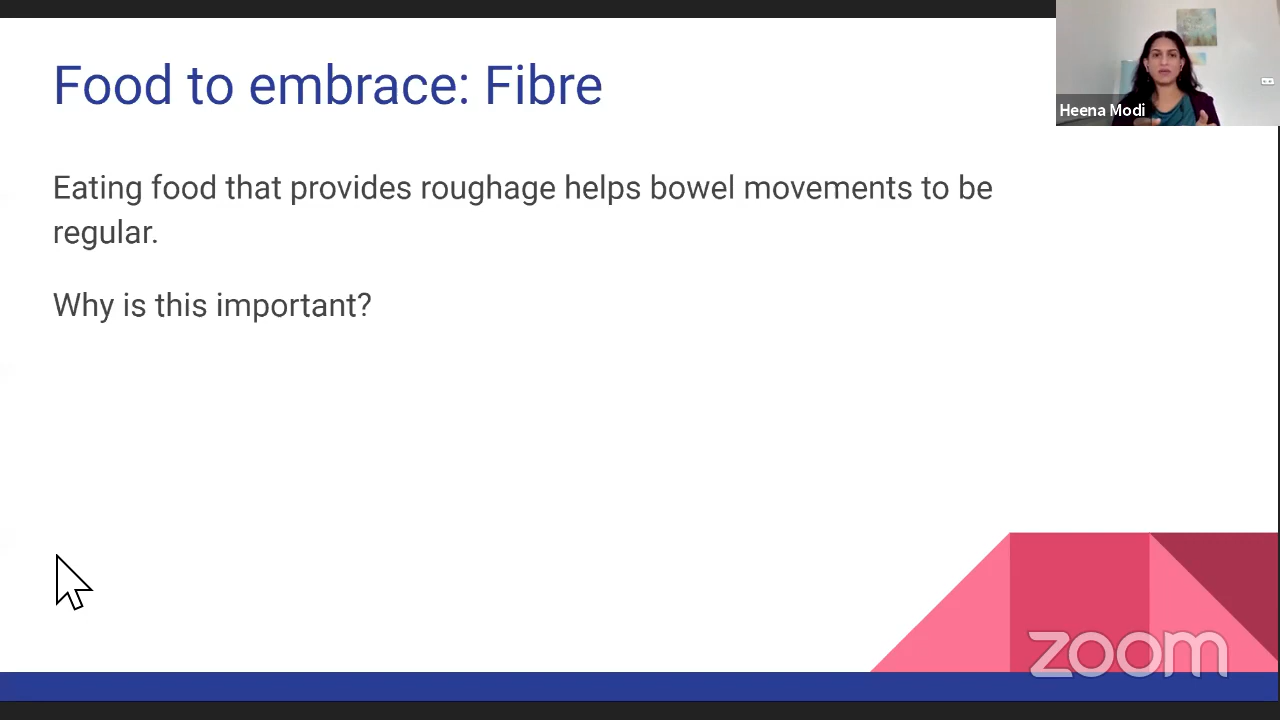 Food to embrace: Fibre
Heena Modi
Eating food that provides roughage helps bowel movements to be
regular.
Why is this important?
zoom